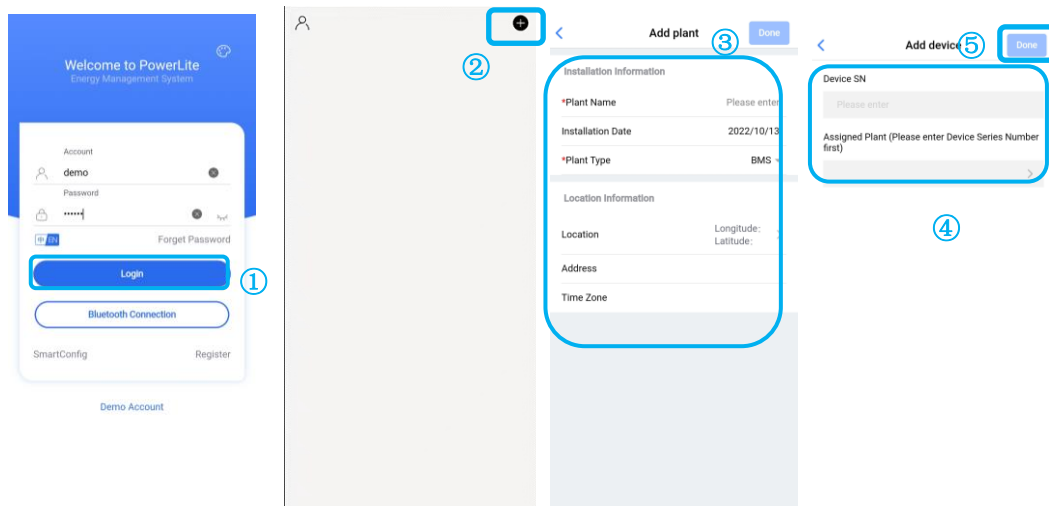 Welcome to PowerLite
Energy Management System
Account
demo
Password
••••••
中 EN
Forget Password
Login
①
Bluetooth Connection
SmartConfig
Register
Demo Account
②
Add plant
③
Done
Installation Information
*Plant Name
Please enter
Installation Date
2022/10/13
*Plant Type
BMS
Location Information
Location
Longitude:
Latitude:
Address
Time Zone
Add device
⑤
Done
Device SN
Please enter
Assigned Plant (Please enter Device Series Number
first)
④